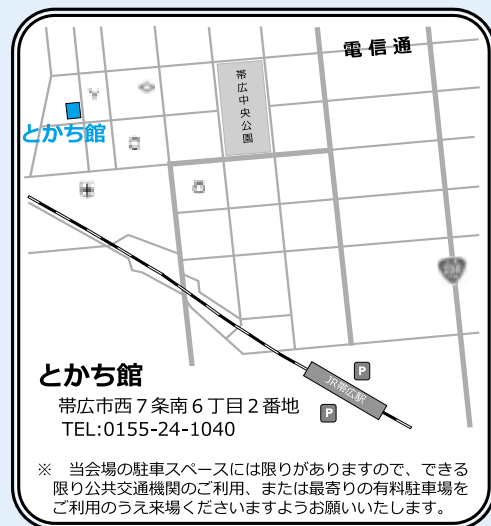 電信通
帯広中央公園
とかち館
P
JR帯広駅
P
とかち館
帯広市西７条南６丁目２番地
TEL:0155-24-1040
※　当会場の駐車スペースには限りがありますので、できる
限り公共交通機関のご利用、または最寄りの有料駐車場を
ご利用のうえ来場くださいますようお願いいたします。